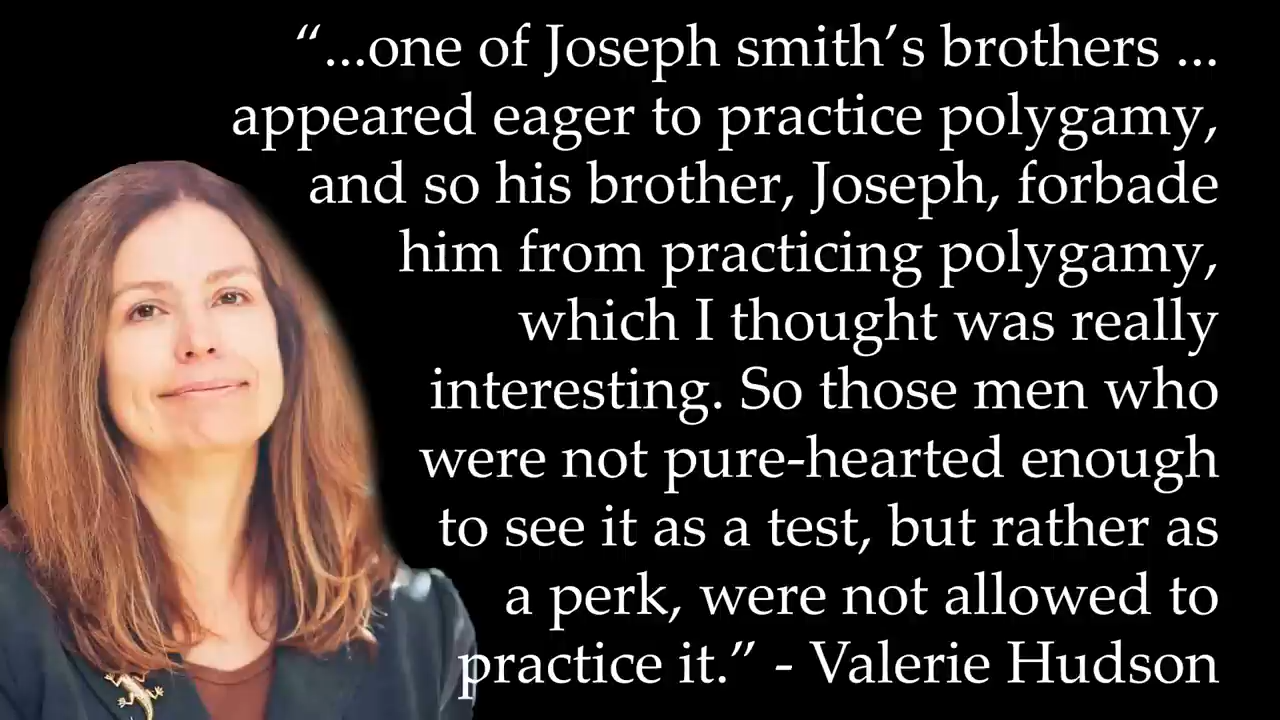 “...one of Joseph smith’s brothers ...
appeared eager to practice polygamy,
and so his brother, Joseph, forbade
him from practicing polygamy,
which I thought was really
interesting. So those men who
were not pure-hearted enough
to see it as a test, but rather as
a perk, were not allowed to
practice it.” - Valerie Hudson